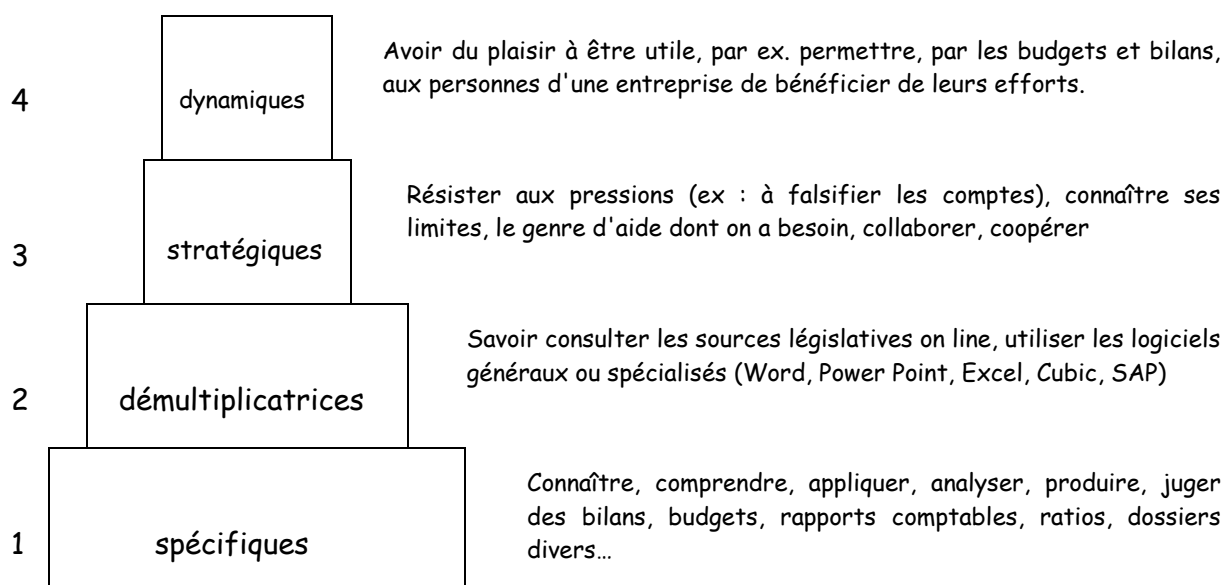 Avoir du plaisir à être utile, par ex. permettre, par les budgets et bilans,
aux personnes d'une entreprise de bénéficier de leurs efforts.
4
dynamiques
Résister aux pressions (ex : à falsifier les comptes), connaître ses
limites, le genre d'aide dont on a besoin, collaborer, coopérer
3
stratégiques
Savoir consulter les sources législatives on line, utiliser les logiciels
généraux ou spécialisés (Word, Power Point, Excel, Cubic, SAP)
2
démultiplicatrices
Connaître, comprendre, appliquer, analyser, produire, juger
des bilans, budgets, rapports comptables, ratios, dossiers
divers…
1
spécifiques